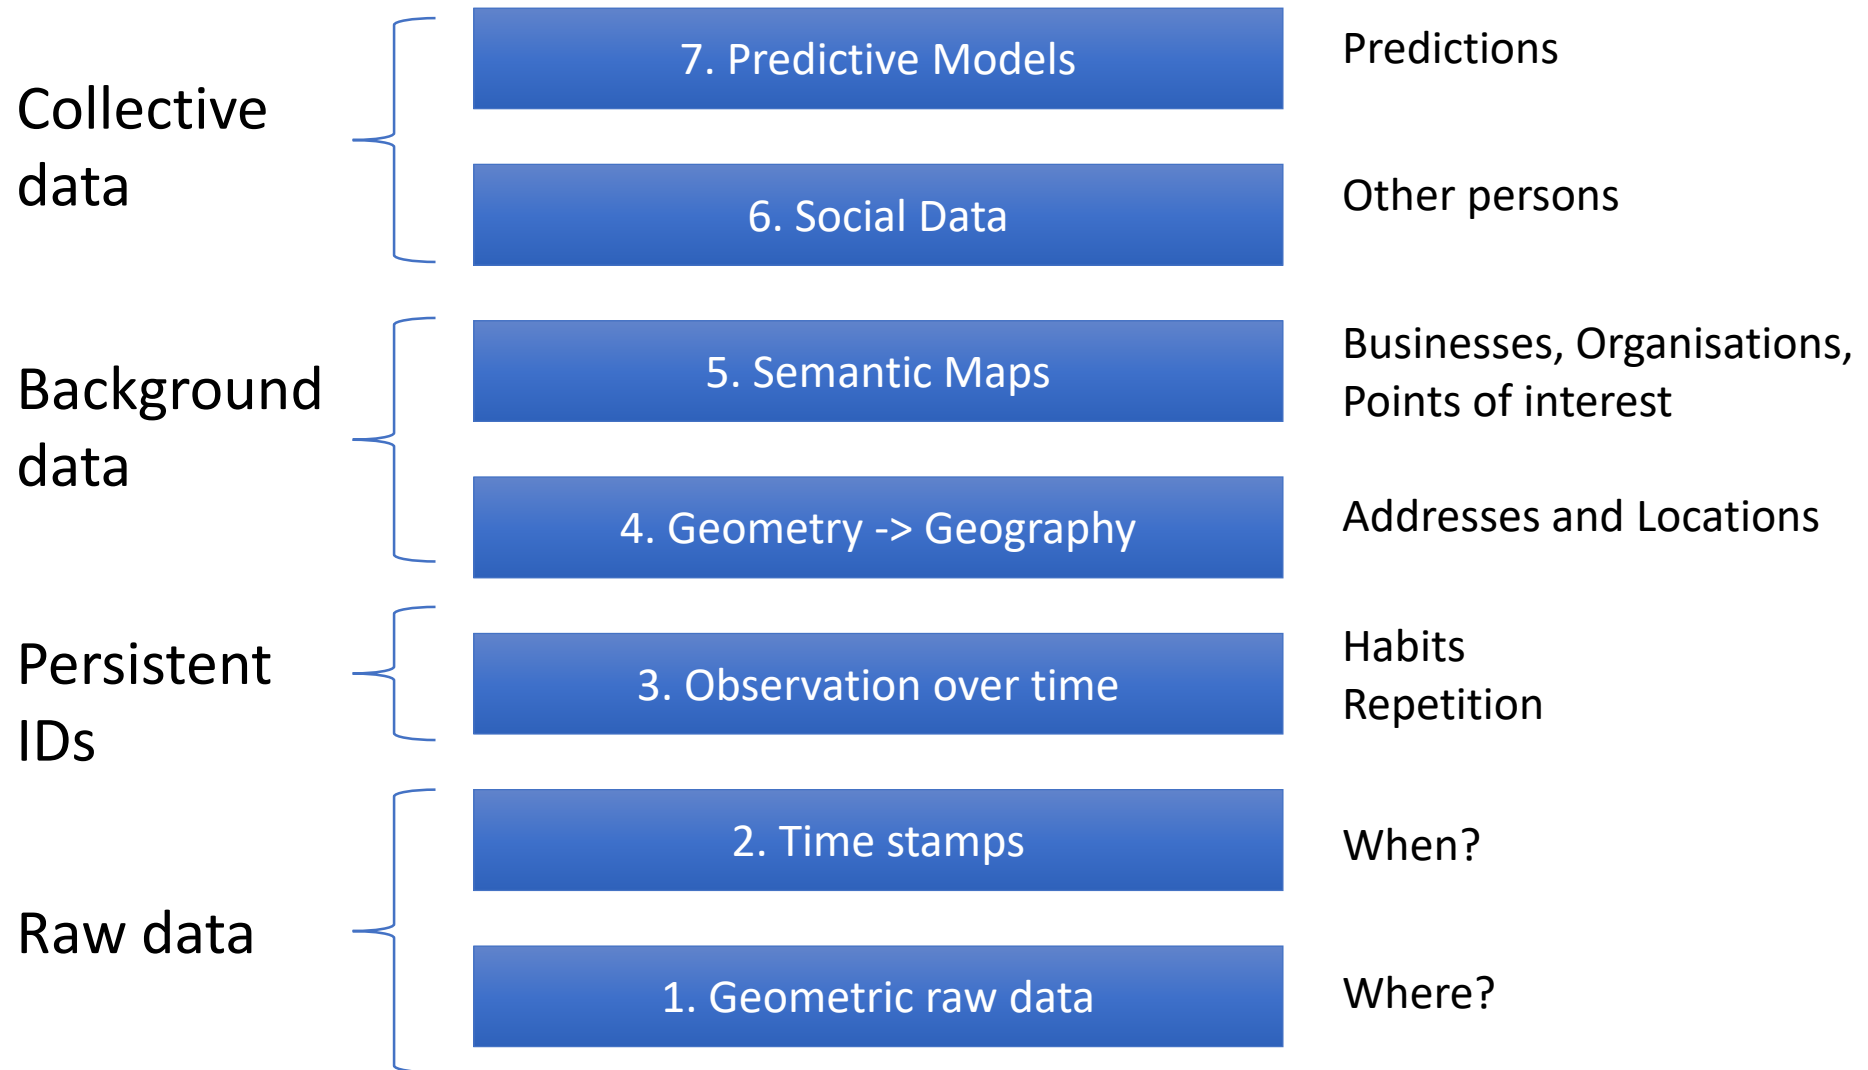 Collective
data
7. Predictive Models
Predictions
6. Social Data
Other persons
Background
data
5. Semantic Maps
Businesses, Organisations,
Points of interest
4. Geometry -> Geography
Addresses and Locations
Persistent
IDs
3. Observation over time
Habits
Repetition
Raw data
2. Time stamps
When?
1. Geometric raw data
Where?